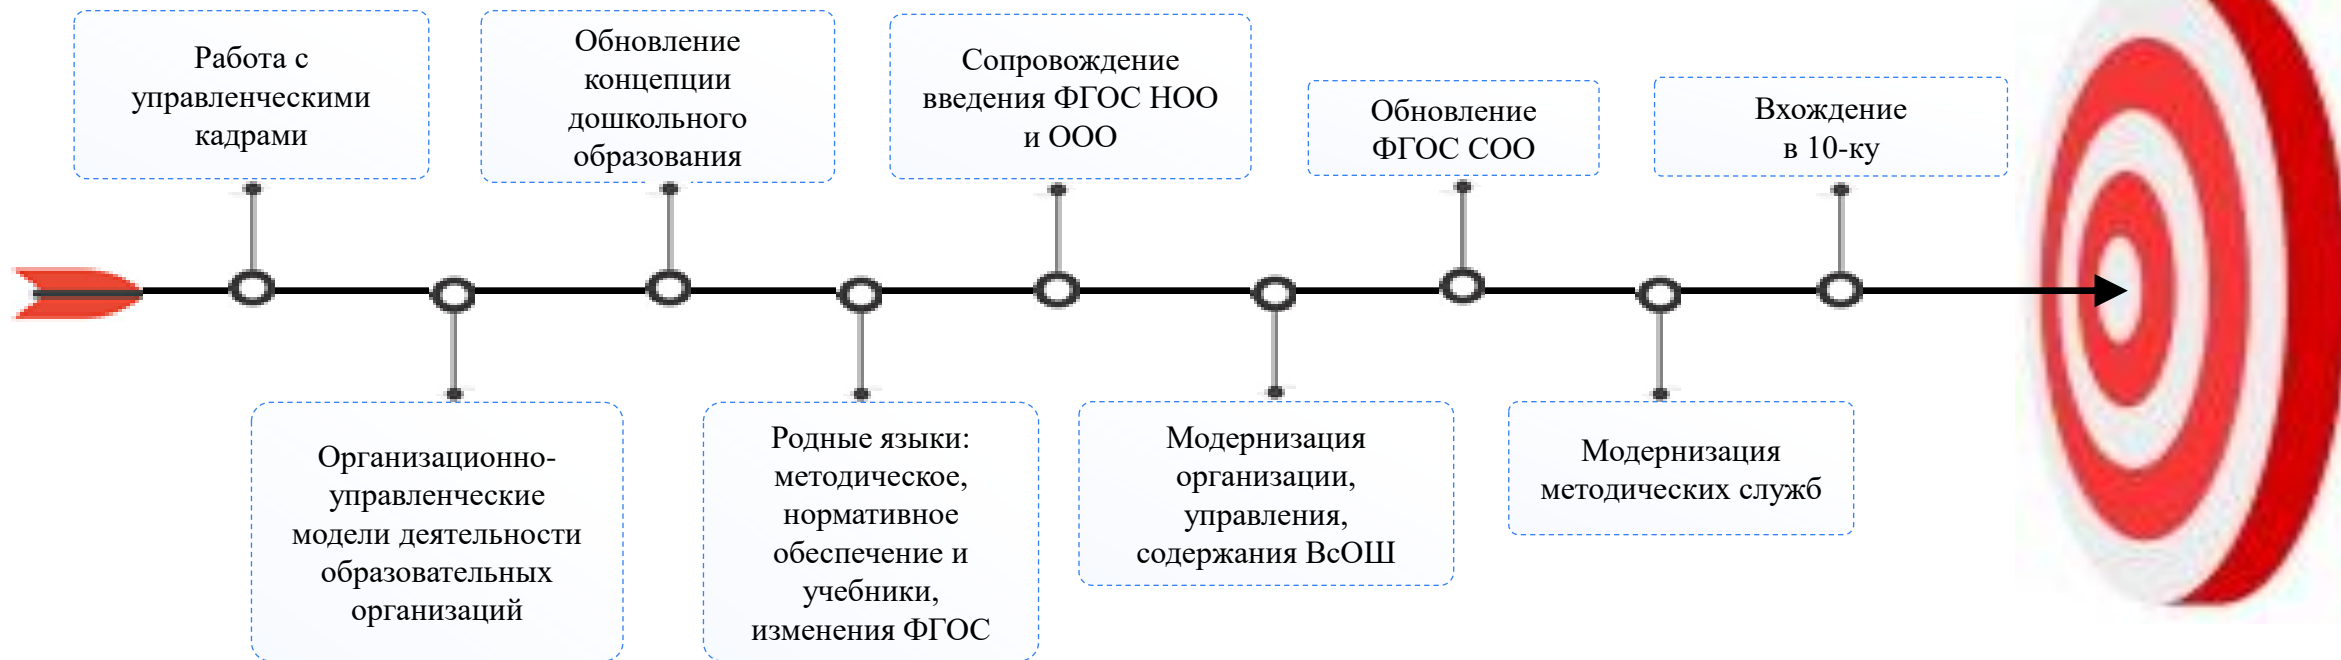 Работа с
управленческими
кадрами
Обновление
концепции
дошкольного
образования
Сопровождение
введения ФГОС НОО
и ООО
Обновление
ФГОС СОО
Вхождение
в 10-ку
Организационно-
управленческие
модели деятельности
образовательных
организаций
Родные языки:
методическое,
нормативное
обеспечение и
учебники,
изменения ФГОС
Модернизация
организации,
управления,
содержания ВсОШ
Модернизация
методических служб